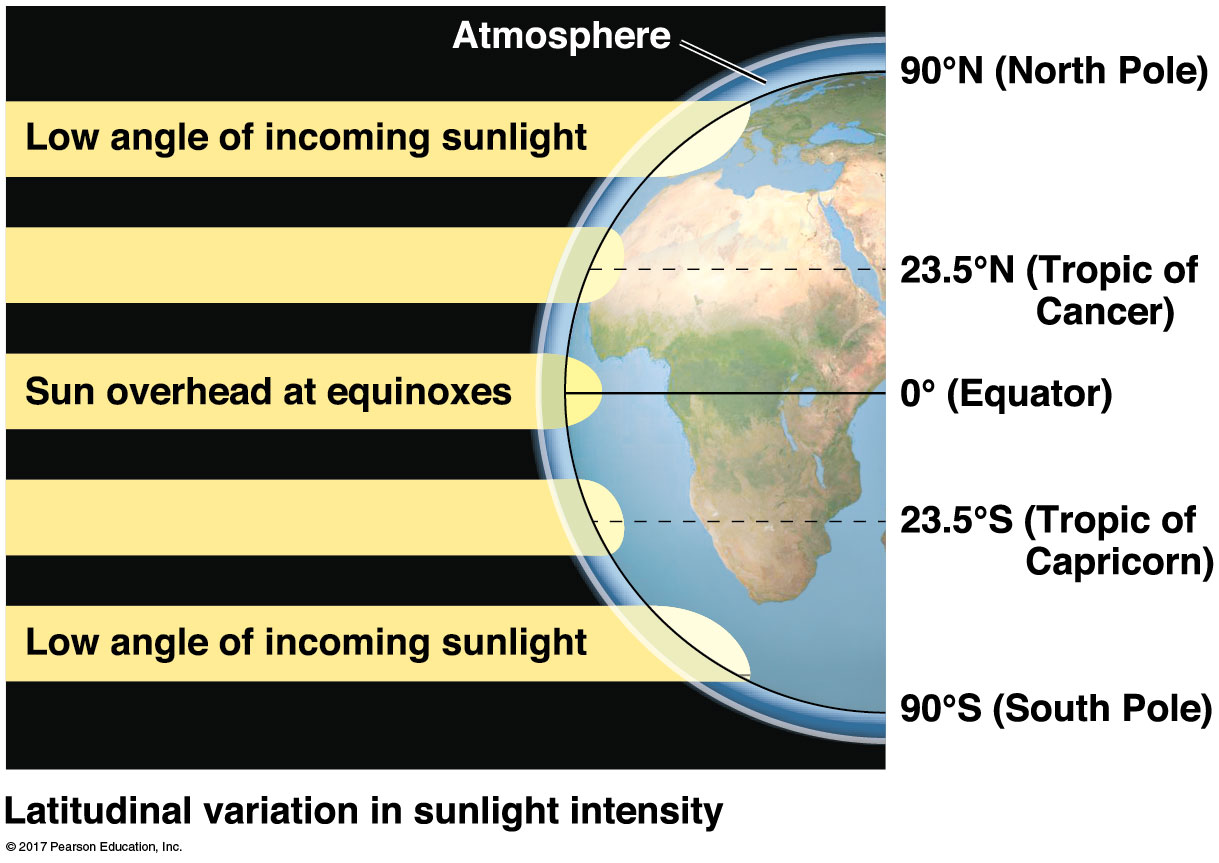 Atmosphere
90°N (North Pole)
Low angle of incoming sunlight
23.5°N (Tropic of
Cancer)
Sun overhead at equinoxes
0° (Equator)
23.5°S (Tropic of
Capricorn)
Low angle of incoming sunlight
90°S (South Pole)
Latitudinal variation in sunlight intensity
© 2017 Pearson Education, Inc.